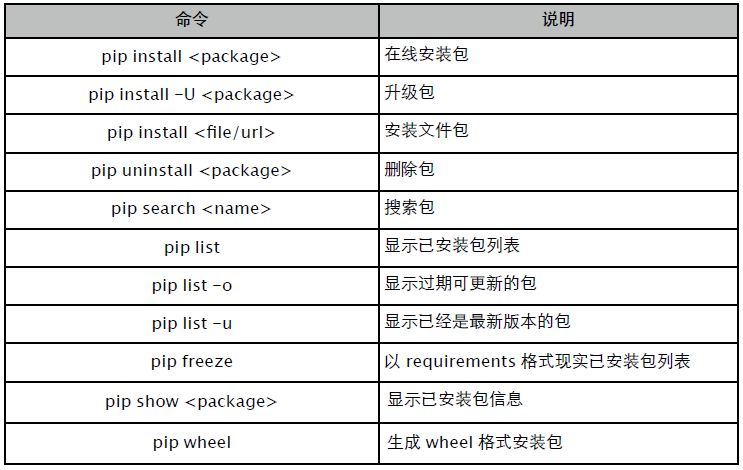 命令 说明
pip install <package> 在线安装包
pip install -U <package> 升级包
pip install <file/url> 安装文件包
pip uninstall <package> 删除包
pip search <name> 搜索包
pip list 显示已安装包列表
pip list -o 显示过期可更新的包
pip list -u 显示已经是最新版本的包
pip freeze 以 requirements 格式现实已安装包列表
pip show <package> 显示已安装包信息
pip wheel 生成 wheel 格式安装包